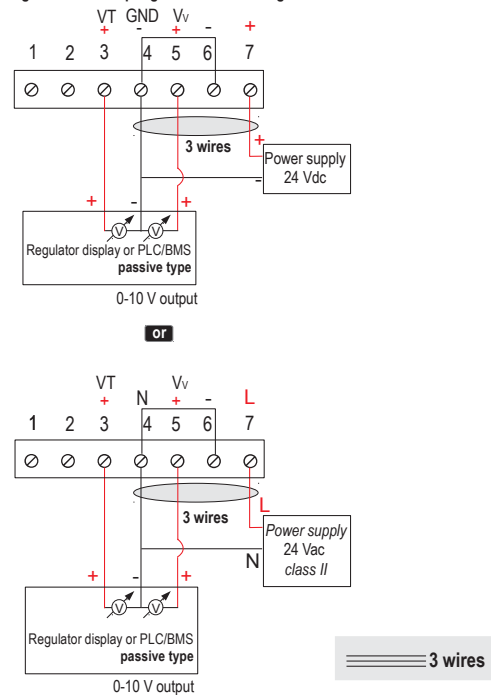 VT GND Vv
+ - + - +
1 2 3 4 5 6 7
3 wires
+
Power supply
24 Vdc
-
+ - +
V V
Regulator display or PLC/BMS
passive type
0-10 V output
or
VT Vv
+ N + - L
1 2 3 4 5 6 7
3 wires
L
Power supply
24 Vac
class II
N
+ - +
V V
Regulator display or PLC/BMS
passive type
0-10 V output
3 wires